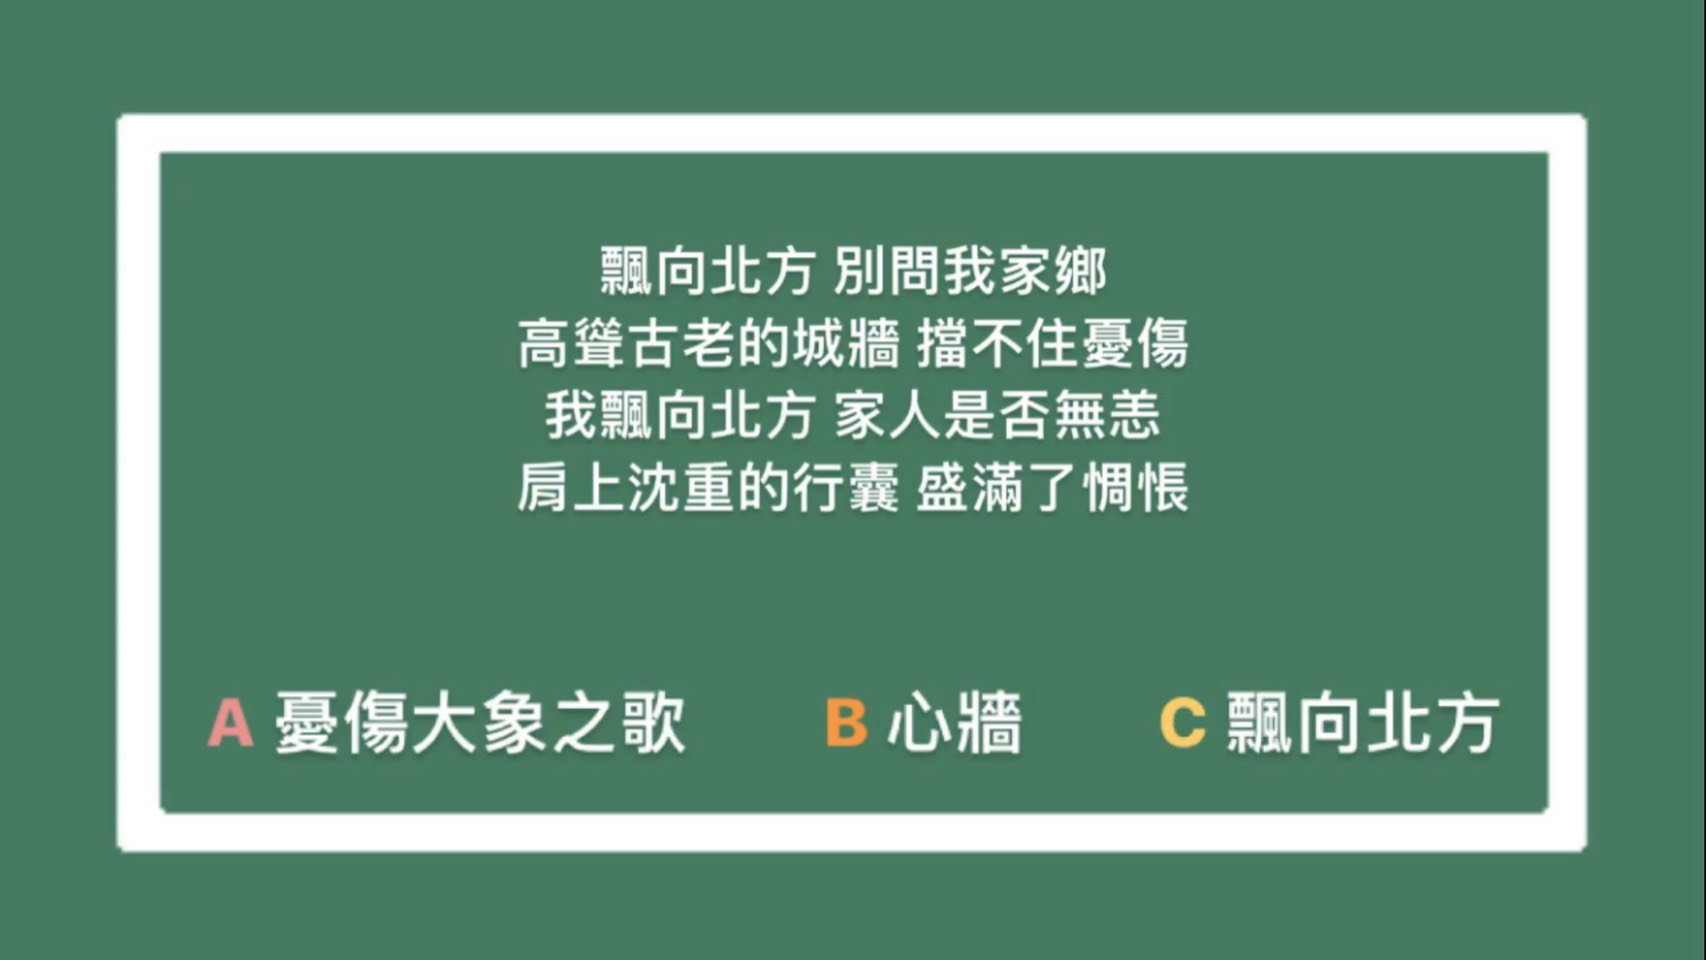 飄向北方 別問我家鄉
高聳古老的城牆 擋不住憂傷
我飄向北方 家人是否無恙
肩上沈重的行囊 盛滿了惆悵
A 憂傷大象之歌 B 心牆 C 飄向北方